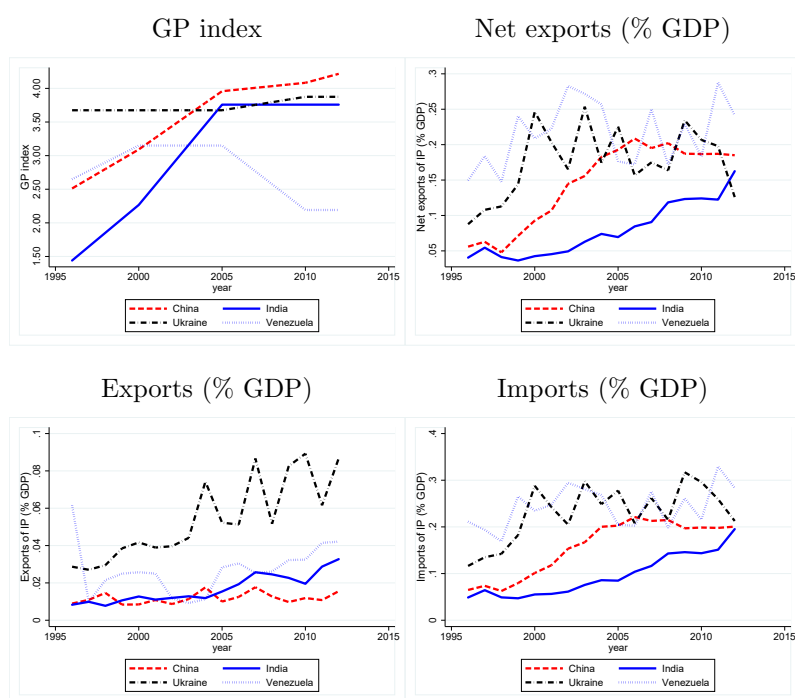 GP index
Net exports (% GDP)
GP index
1.50 2.00 2.50 3.00 3.50 4.00
1995 2000 2005 2010 2015
year
China India
Ukraine Venezuela
Net exports of IP (% GDP)
.05 .1 .15 .2 .25 .3
1995 2000 2005 2010 2015
year
China India
Ukraine Venezuela
Exports (% GDP)
Imports (% GDP)
Exports of IP (% GDP)
0 .02 .04 .06 .08 .1
1995 2000 2005 2010 2015
year
China India
Ukraine Venezuela
Imports of IP (% GDP)
0 .1 .2 .3 .4
1995 2000 2005 2010 2015
year
China India
Ukraine Venezuela